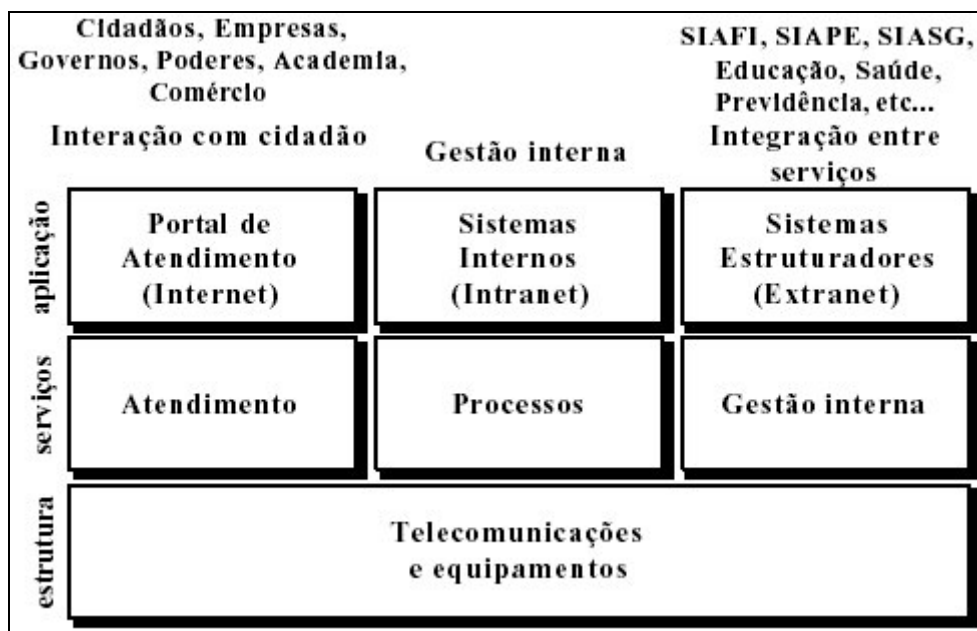 Cidadãos, Empresas,
Governos, Poderes, Academia,
Comércio
Interação com cidadão
Gestão interna
SIAFI, SIAPE, SIASG,
Educação, Saúde,
Previdência, etc...
Integração entre
serviços
aplicação
Portal de
Atendimento
(Internet)
Sistemas
Internos
(Intranet)
Sistemas
Estruturadores
(Extranet)
serviços
Atendimento
Processos
Gestão interna
estrutura
Telecomunicações
e equipamentos